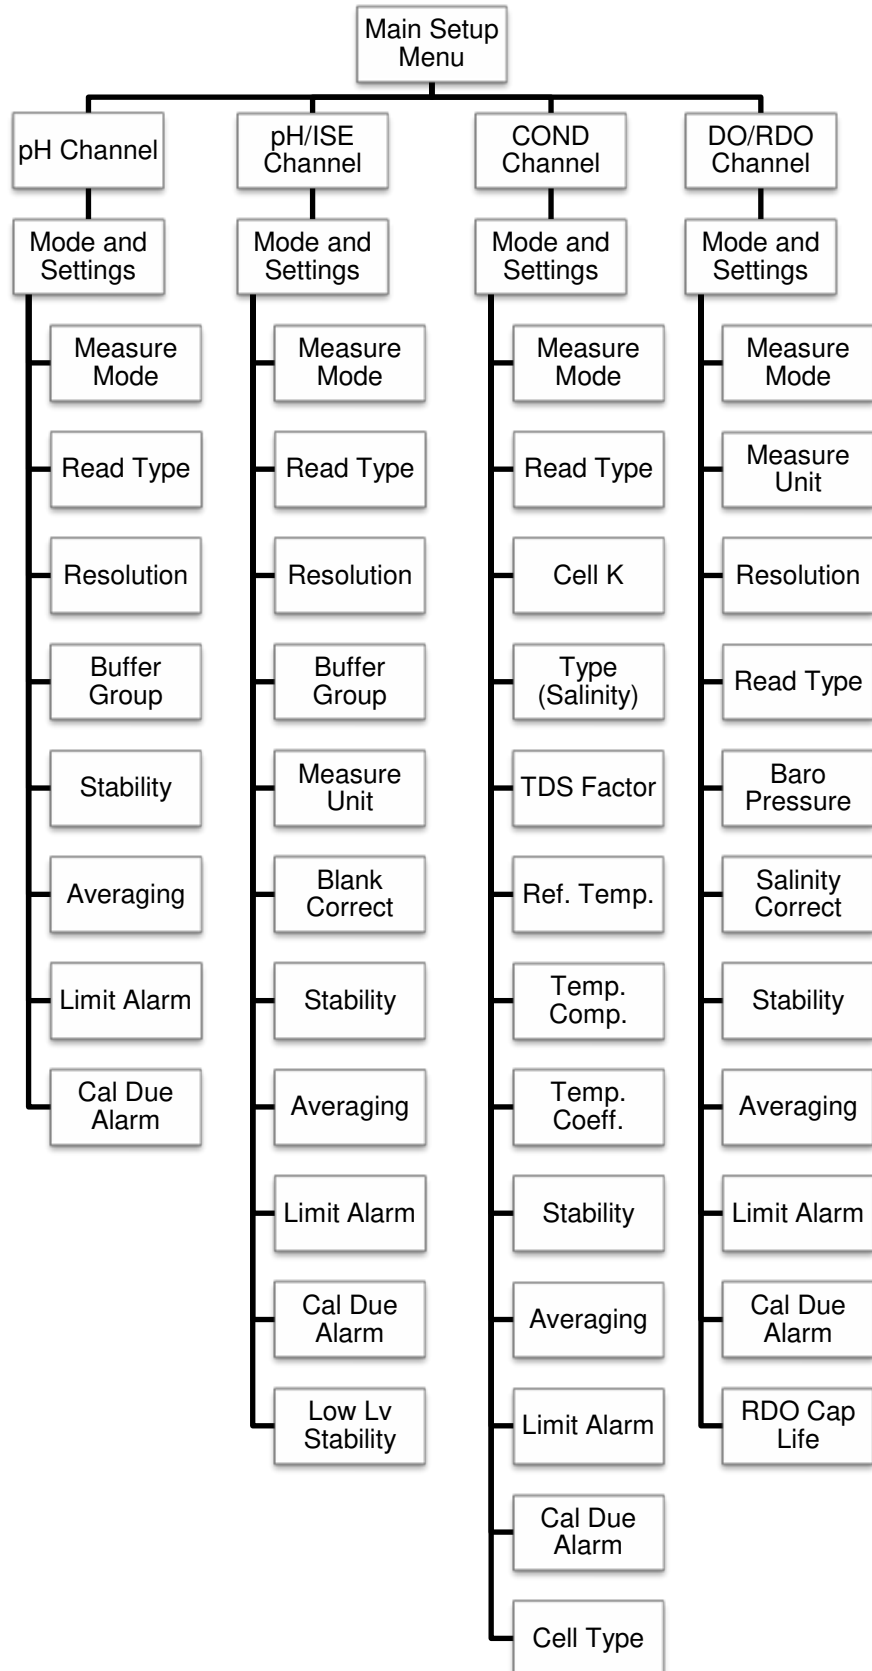 Main Setup
Menu
pH Channel
pH/ISE
Channel
COND
Channel
DO/RDO
Channel
Mode and
Settings
Mode and
Settings
Mode and
Settings
Mode and
Settings
Measure
Mode
Read Type
Resolution
Buffer
Group
Stability
Averaging
Limit Alarm
Cal Due
Alarm
Measure
Mode
Read Type
Resolution
Buffer
Group
Measure
Unit
Blank
Correct
Stability
Averaging
Limit Alarm
Cal Due
Alarm
Low Lv
Stability
Measure
Mode
Read Type
Cell K
Type
(Salinity)
TDS Factor
Ref. Temp.
Temp.
Comp.
Temp.
Coeff.
Stability
Averaging
Limit Alarm
Cal Due
Alarm
Cell Type
Measure
Mode
Measure
Unit
Resolution
Read Type
Baro
Pressure
Salinity
Correct
Stability
Averaging
Limit Alarm
Cal Due
Alarm
RDO Cap
Life